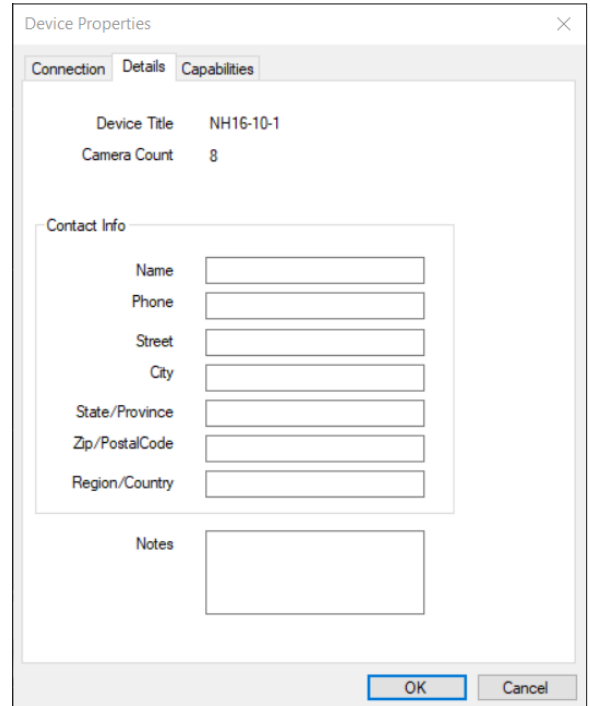 Device Properties
Connection Details Capabilities
Device Title NH16-10-1
Camera Count 8
Contact Info
Name
Phone
Street
City
State/Province
Zip/PostalCode
Region/Country
Notes
OK Cancel